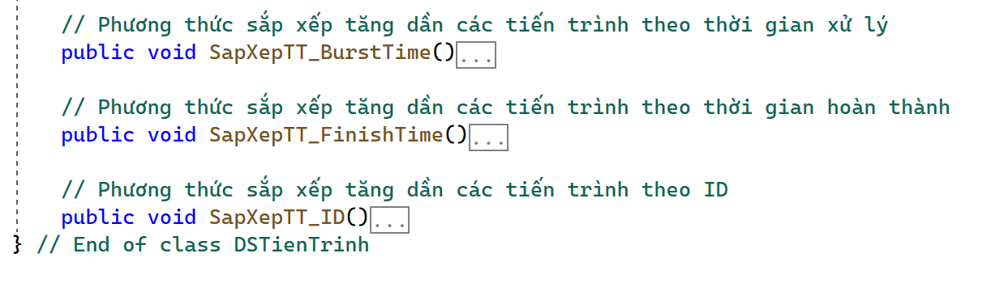 // Phương thức sắp xếp tăng dần các tiến trình theo thời gian xử lý
public void SapXepTT_BurstTime()...
// Phương thức sắp xếp tăng dần các tiến trình theo thời gian hoàn thành
public void SapXepTT_FinishTime()...
// Phương thức sắp xếp tăng dần các tiến trình theo ID
public void SapXepTT_ID()...
} // End of class DSTienTrinh